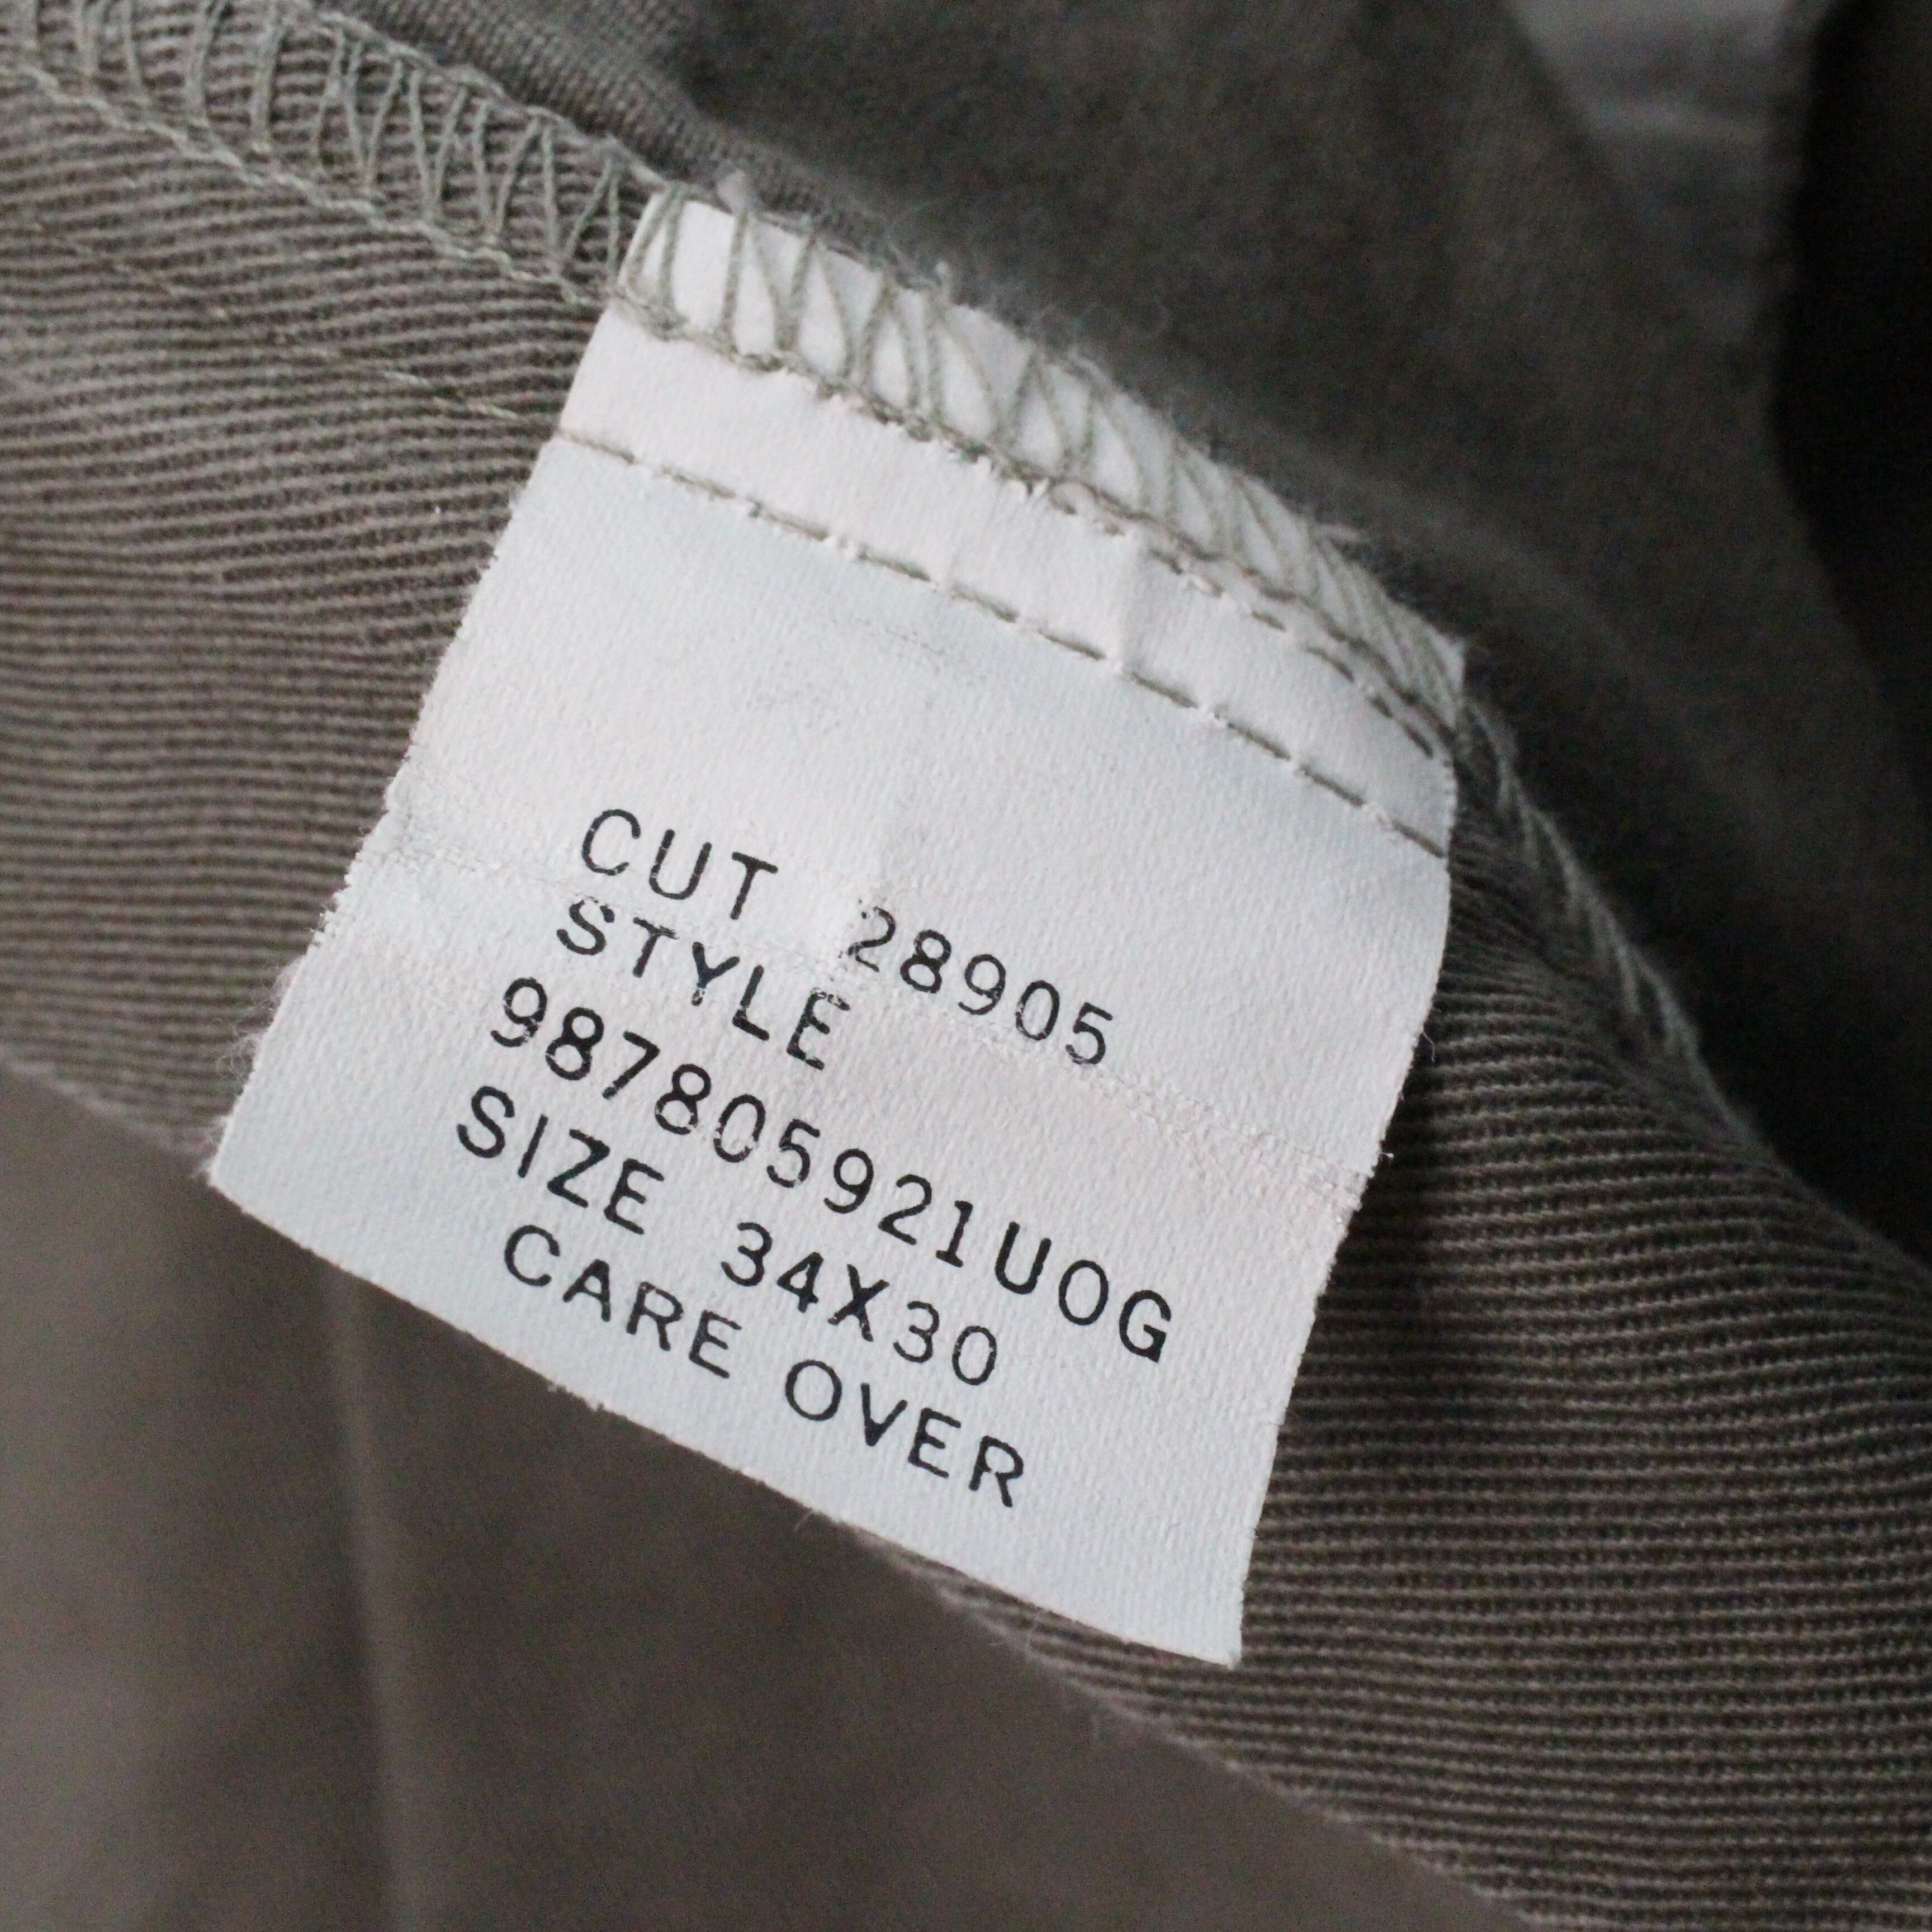 CUT 28905
STYLE
987805921UOG
SIZE 34X30
CARE OVER